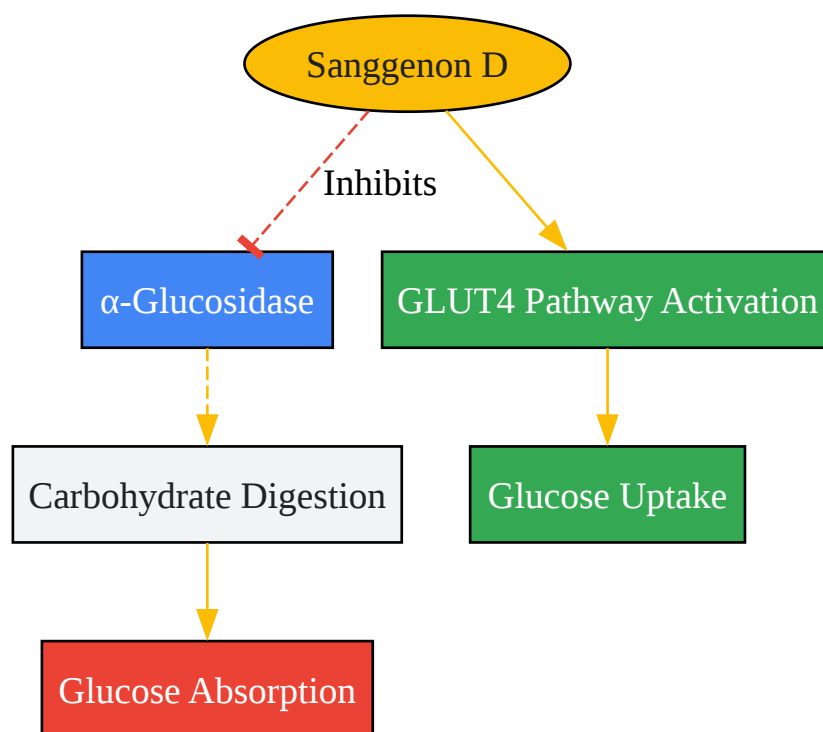 Sanggenon D
Inhibits
α-Glucosidase
GLUT4 Pathway Activation
Carbohydrate Digestion
Glucose Uptake
Glucose Absorption